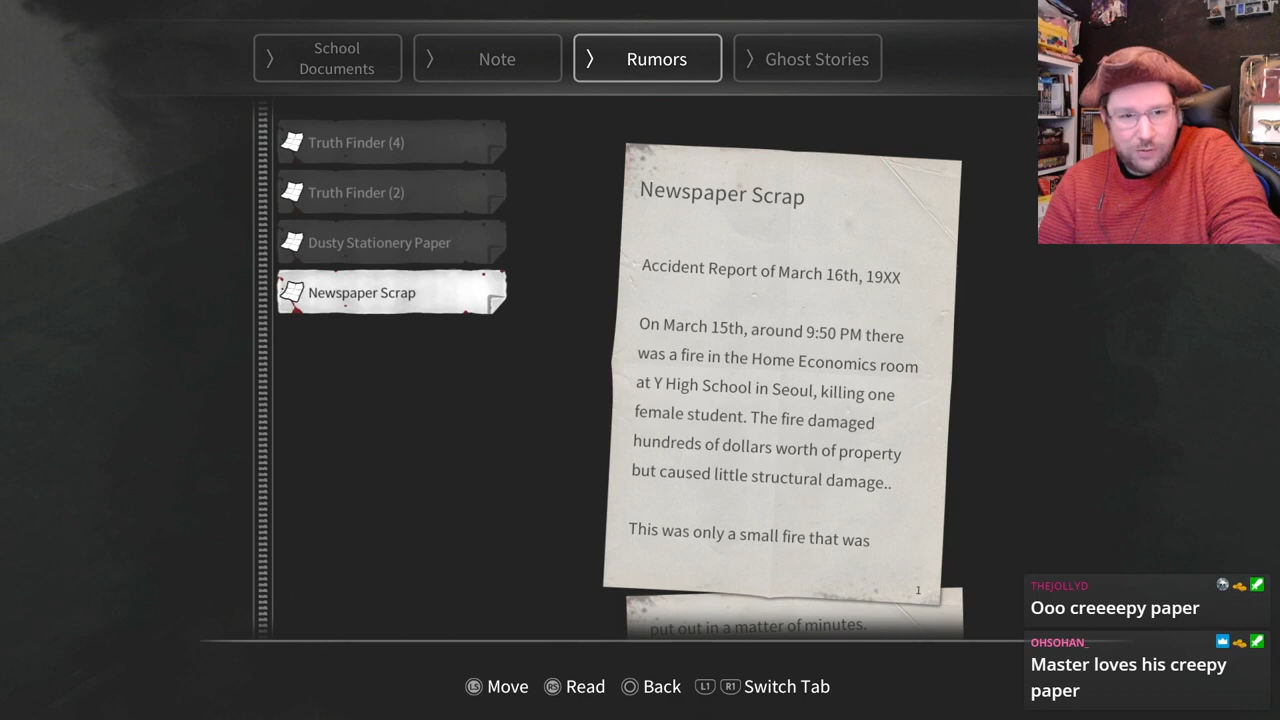 School
Documents
Note
Rumors
Ghost Stories
Truth Finder (4)
Truth Finder (2)
Dusty Stationery Paper
Newspaper Scrap
Newspaper Scrap
Accident Report of March 16th, 19XX
On March 15th, around 9:50 PM there
was a fire in the Home Economics room
at Y High School in Seoul, killing one
female student. The fire damaged
hundreds of dollars worth of property
but caused little structural damage..
This was only a small fire that was
1
put out in a matter of minutes.
THEJOLLYD
Ooo creeeepy paper
OHSOHAN_
Master loves his creepy
paper
LS Move RS Read Back L1 R1 Switch Tab